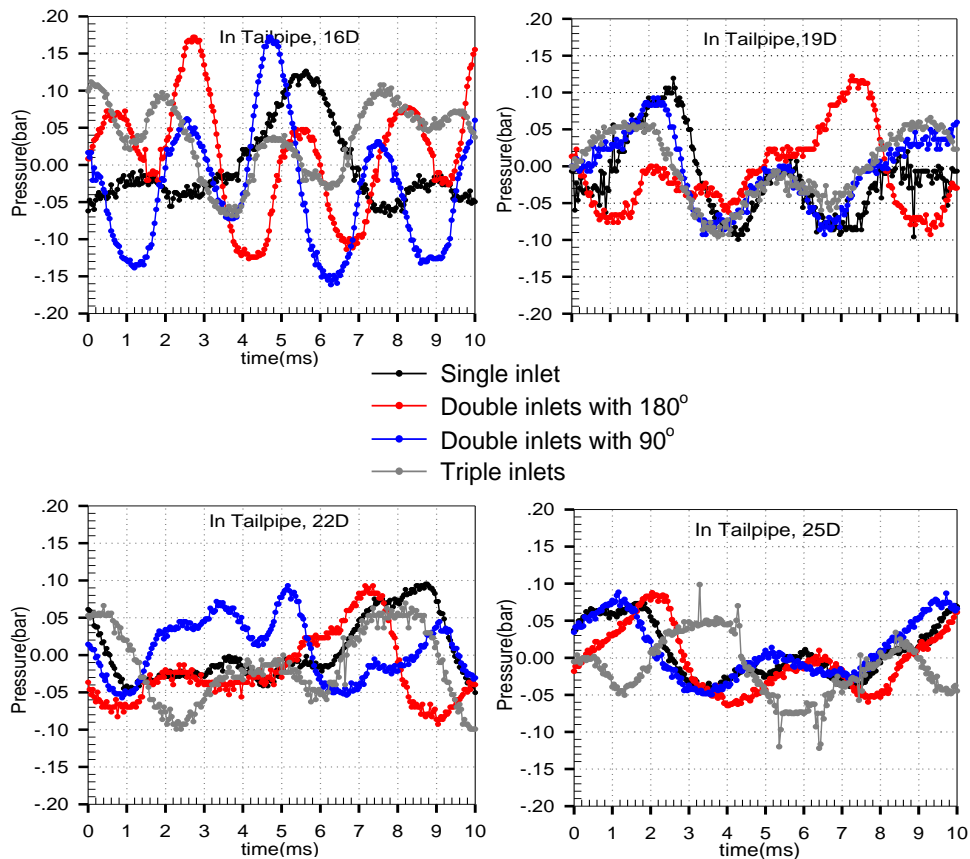 In Tailpipe, 16D
Pressure(bar)
.20
.15
.10
.05
0.00
-.05
-.10
-.15
-.20
0 1 2 3 4 5 6 7 8 9 10
time(ms)
In Tailpipe,19D
Pressure(bar)
.20
.15
.10
.05
0.00
-.05
-.10
-.15
-.20
0 1 2 3 4 5 6 7 8 9 10
time(ms)
Single inlet
Double inlets with 180°
Double inlets with 90°
Triple inlets
In Tailpipe, 22D
Pressure(bar)
.20
.15
.10
.05
0.00
-.05
-.10
-.15
-.20
0 1 2 3 4 5 6 7 8 9 10
time(ms)
In Tailpipe, 25D
Pressure(bar)
.20
.15
.10
.05
0.00
-.05
-.10
-.15
-.20
0 1 2 3 4 5 6 7 8 9 10
time(ms)